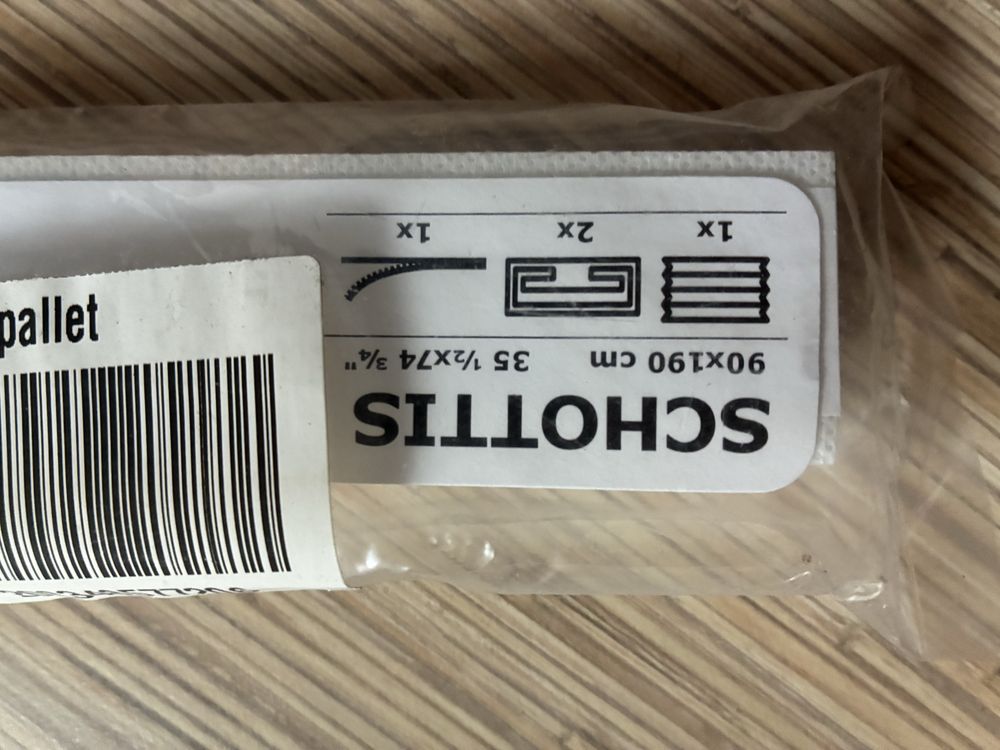 SCHOTTIS
90x190 cm 35 ½x74 ¾"
1x 2x 1x
pallet